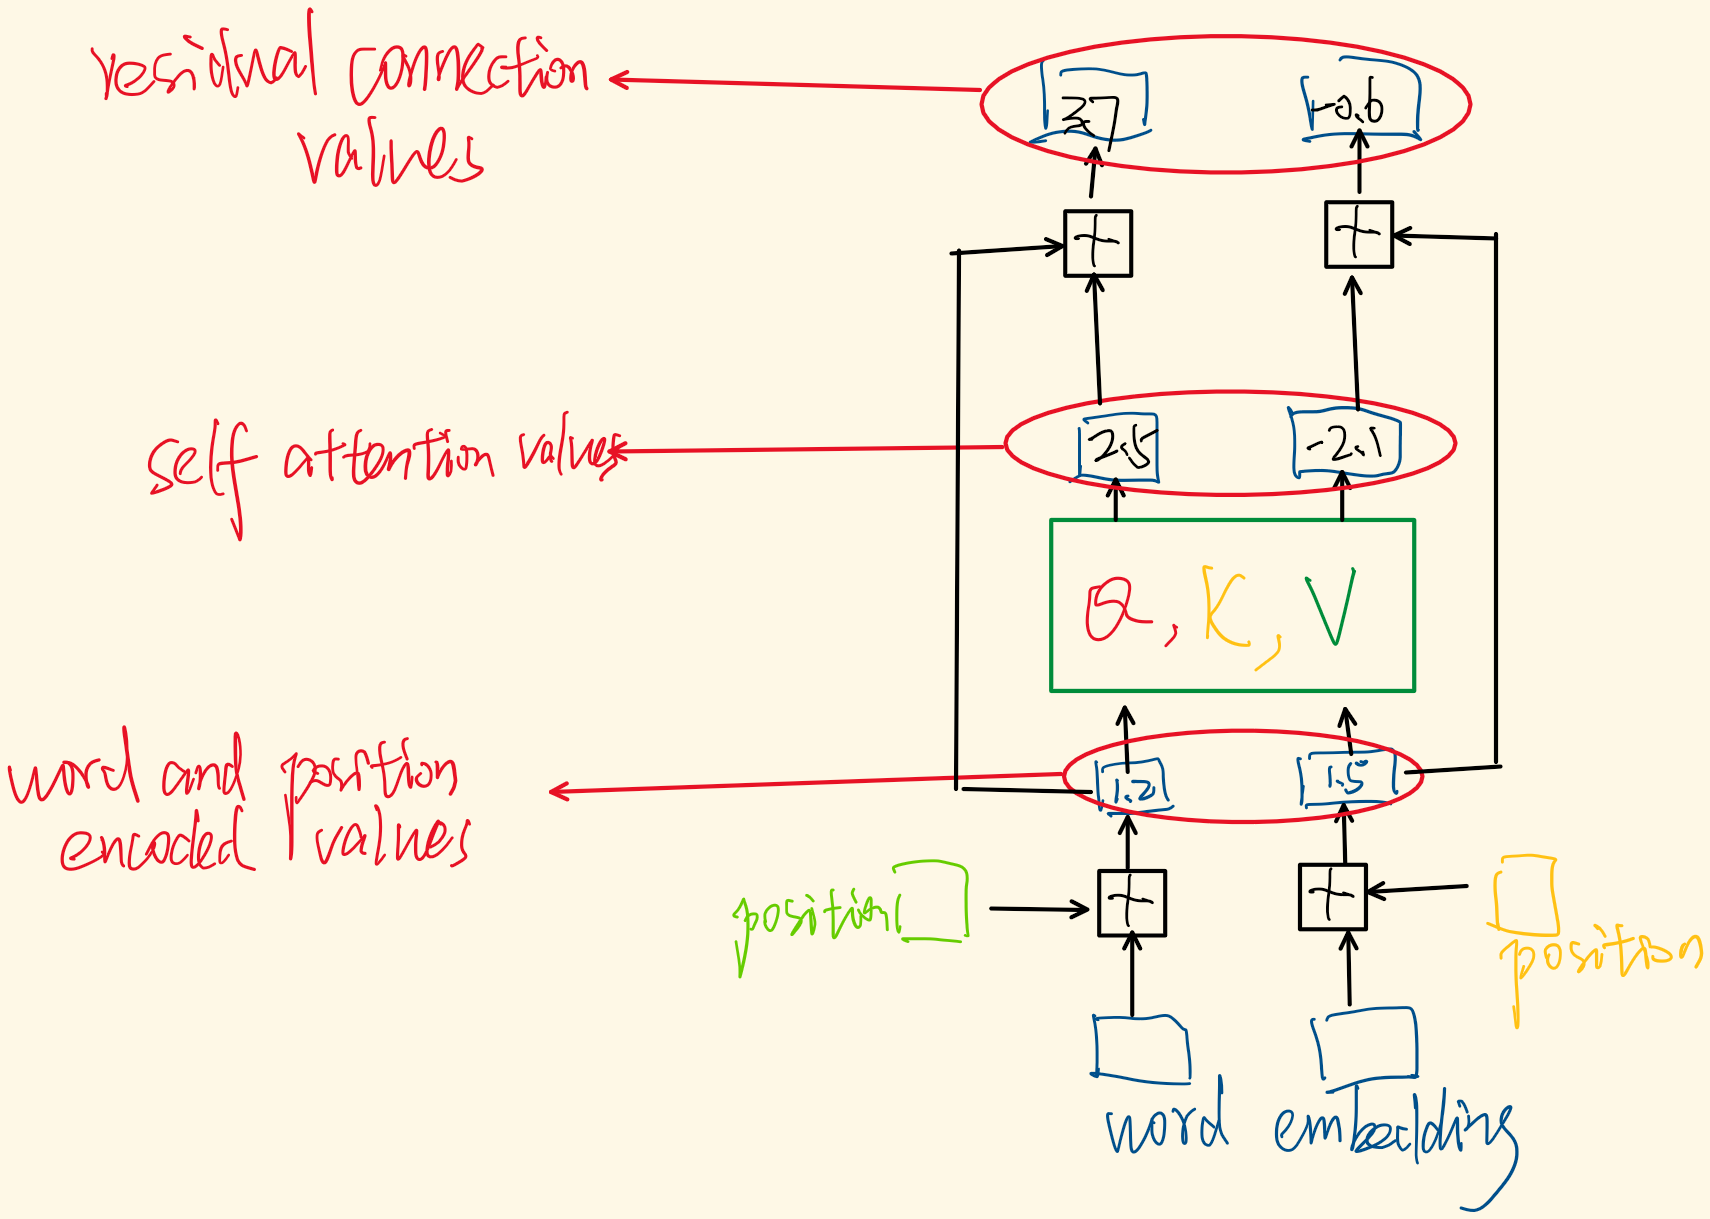 residual connection
values
3.7
-0.6
+
+
self attention values
2.5
-2.1
Q, K, V
word and position
encoded values
1.2
1.5
position
+
+
position
word embedding